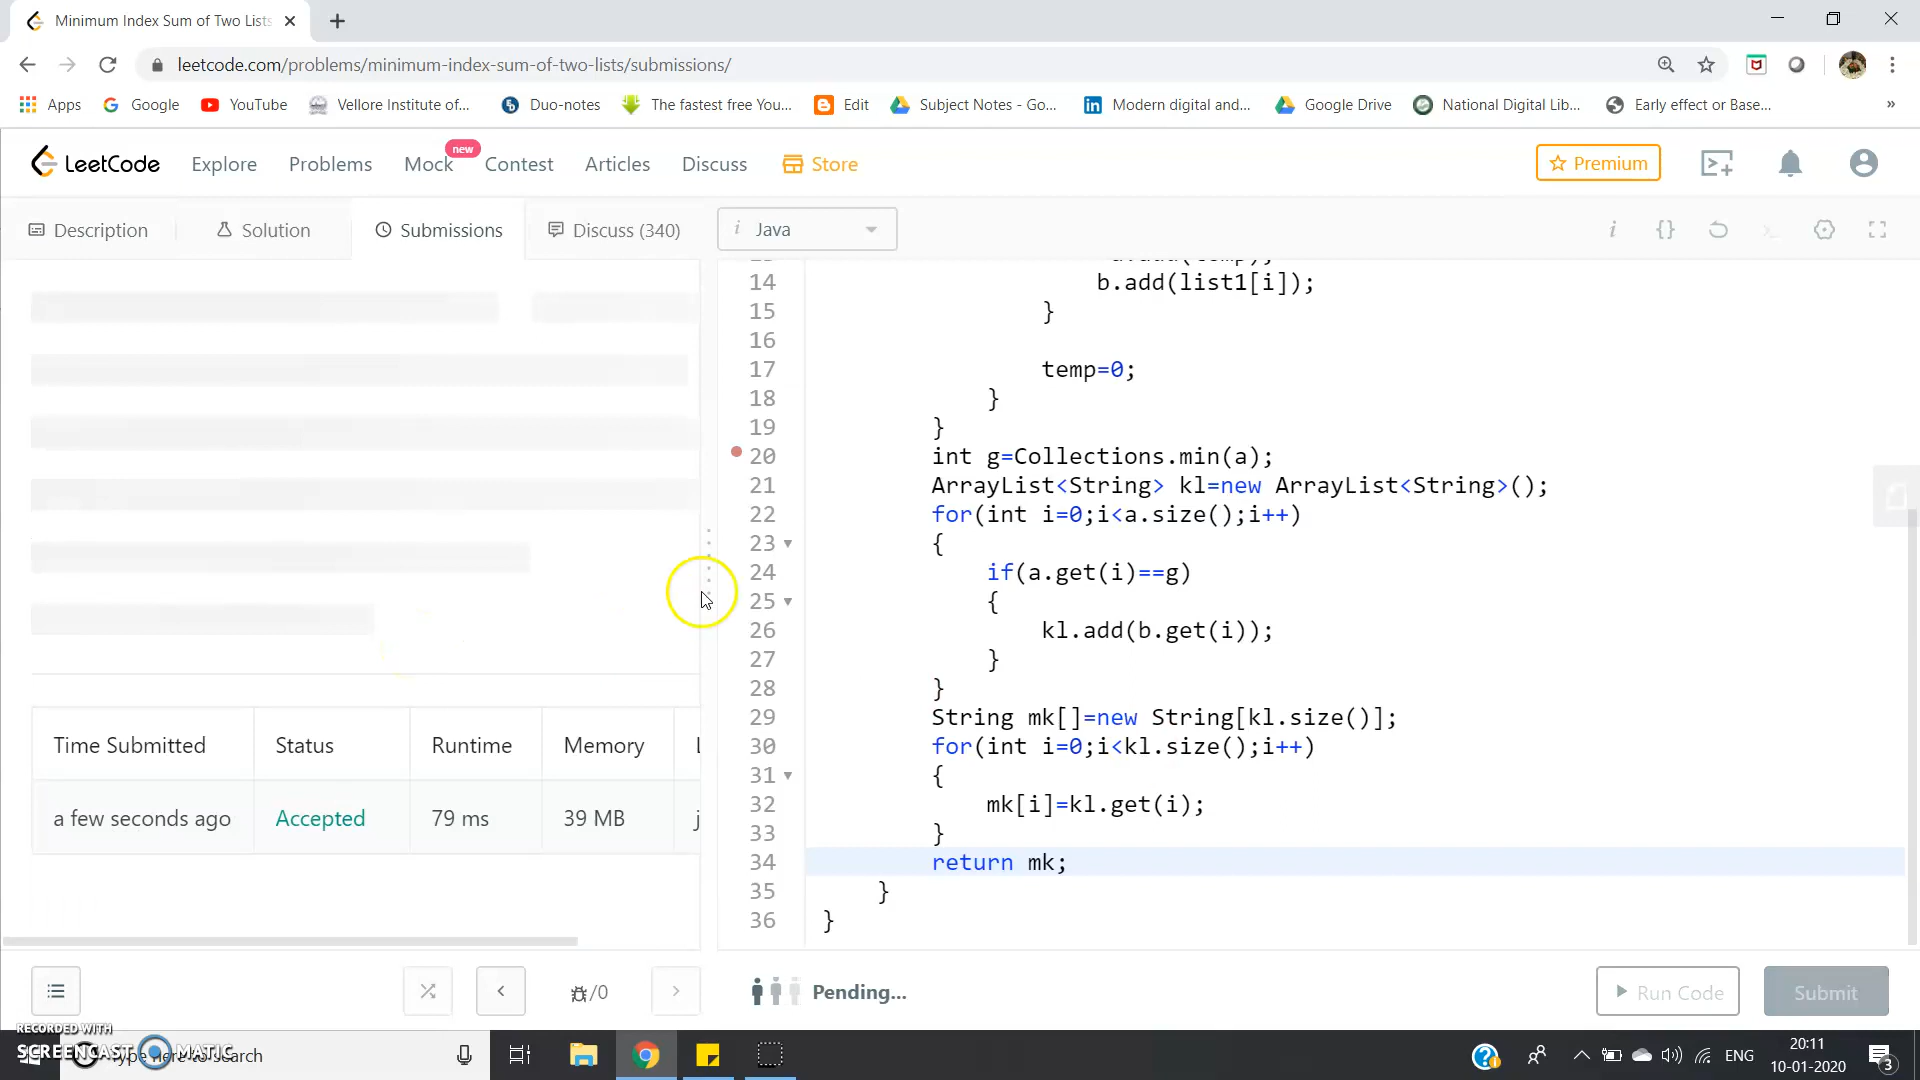 Minimum Index Sum of Two Lists
leetcode.com/problems/minimum-index-sum-of-two-lists/submissions/
Apps Google YouTube Vellore Institute of... Duo-notes The fastest free You... Edit Subject Notes - Go... Modern digital and... Google Drive National Digital Lib... Early effect or Base... »
LeetCode Explore Problems Mock new Contest Articles Discuss Store Premium
Description Solution Submissions Discuss (340) i Java i {}
14 b.add(list1[i]);
15 }
16
17 temp=0;
18 }
19 }
20 int g=Collections.min(a);
21 ArrayList<String> kl=new ArrayList<String>();
22 for(int i=0;i<a.size();i++)
23 {
24 if(a.get(i)==g)
25 {
26 kl.add(b.get(i));
27 }
28 }
29 String mk[]=new String[kl.size()];
30 for(int i=0;i<kl.size();i++)
31 {
32 mk[i]=kl.get(i);
33 }
34 return mk;
35 }
36 }
Time Submitted Status Runtime Memory
a few seconds ago Accepted 79 ms 39 MB j
/0 Pending... Run Code Submit
RECORDED WITH
SCREENCAST MATIC
Type here to search
ENG 20:11
10-01-2020 3